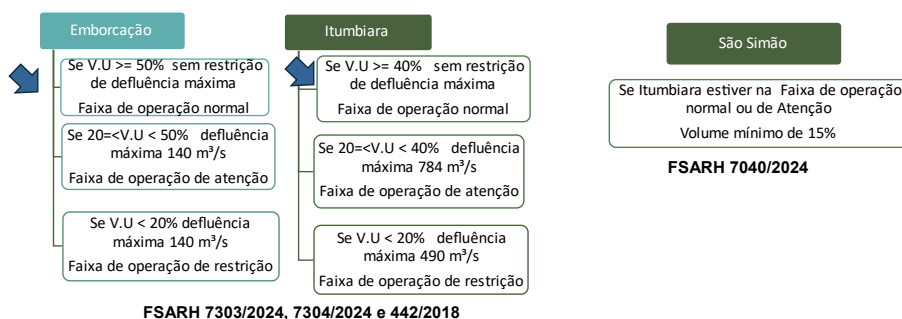 Emborcação
Se V.U >= 50% sem restrição
de defluência máxima
Faixa de operação normal
Se 20=<V.U < 50% defluência
máxima 140 m³/s
Faixa de operação de atenção
Se V.U < 20% defluência
máxima 140 m³/s
Faixa de operação de restrição
Itumbiara
Se V.U >= 40% sem restrição
de defluência máxima
Faixa de operação normal
Se 20=<V.U < 40% defluência
máxima 784 m³/s
Faixa de operação de atenção
Se V.U < 20% defluência
máxima 490 m³/s
Faixa de operação de restrição
FSARH 7303/2024, 7304/2024 e 442/2018
São Simão
Se Itumbiara estiver na Faixa de operação
normal ou de Atenção
Volume mínimo de 15%
FSARH 7040/2024